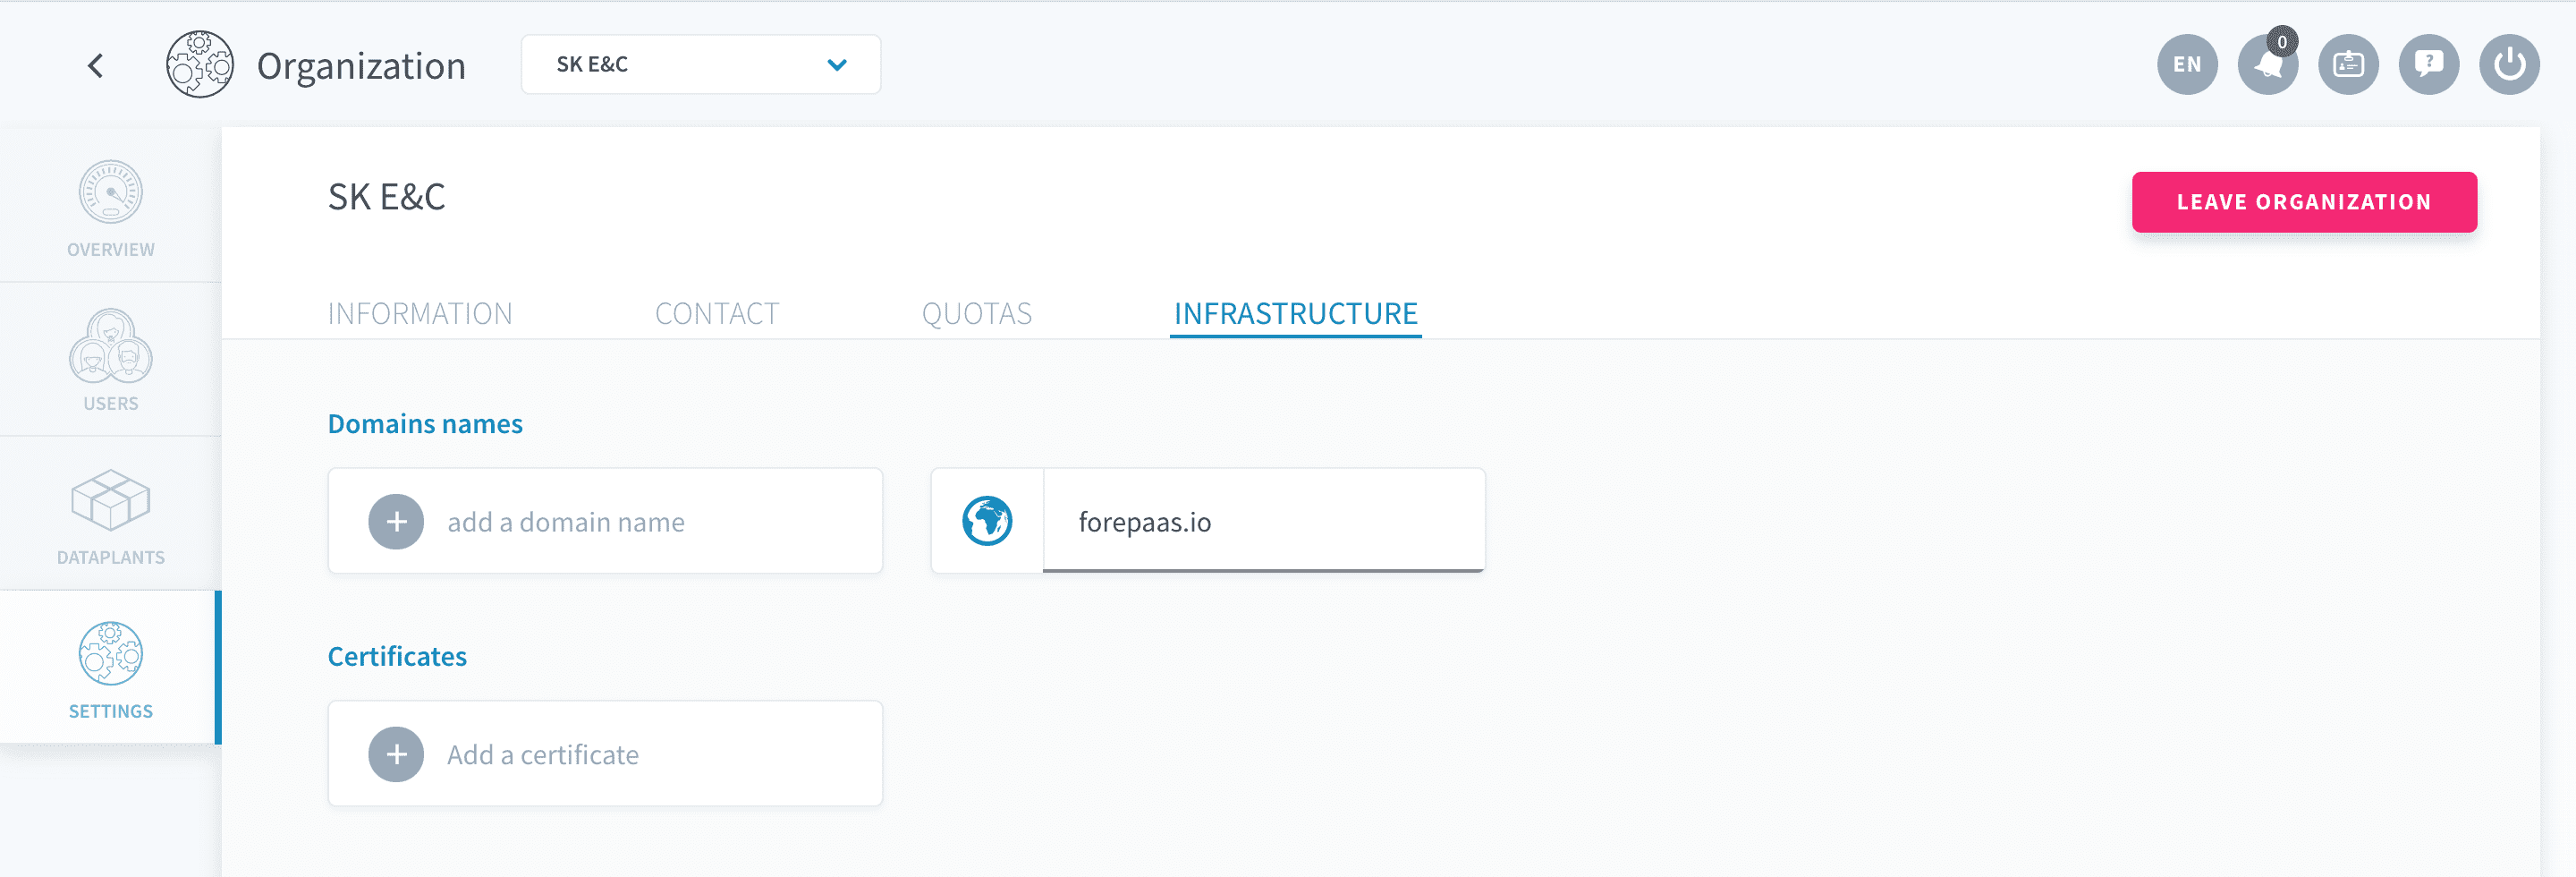 Organization
SK E&C
EN
0
?
OVERVIEW
USERS
DATAPLANTS
SETTINGS
SK E&C
LEAVE ORGANIZATION
INFORMATION
CONTACT
QUOTAS
INFRASTRUCTURE
Domains names
+ add a domain name
forepaas.io
Certificates
+ Add a certificate